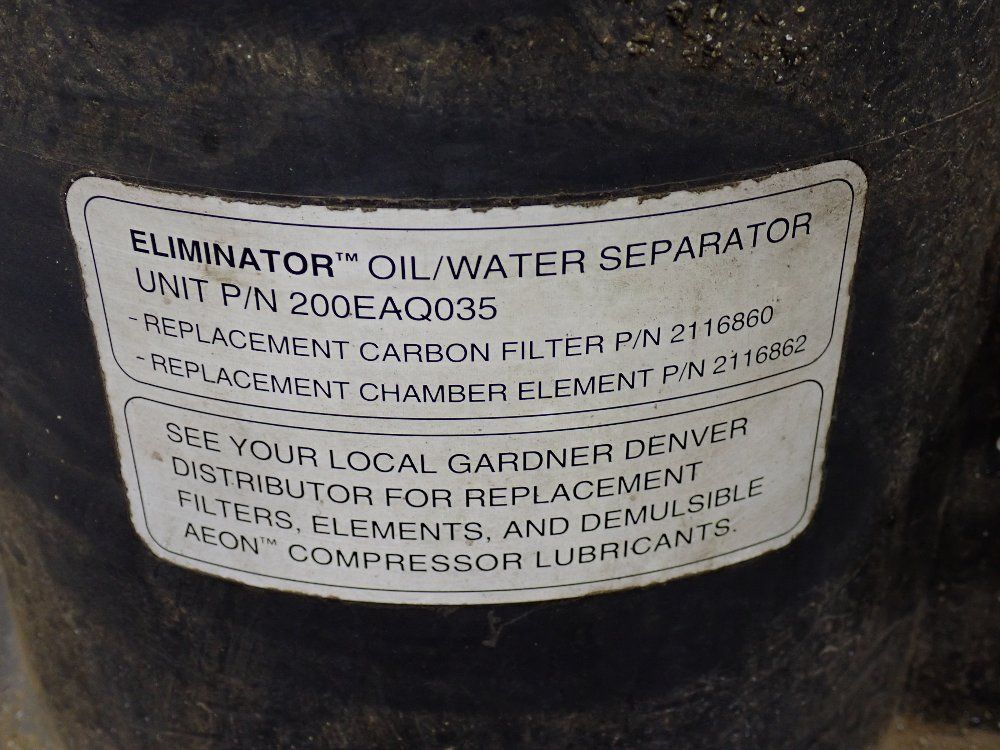 ELIMINATOR™ OIL/WATER SEPARATOR
UNIT P/N 200EAQ035
- REPLACEMENT CARBON FILTER P/N 2116860
- REPLACEMENT CHAMBER ELEMENT P/N 2116862
SEE YOUR LOCAL GARDNER DENVER
DISTRIBUTOR FOR REPLACEMENT
FILTERS, ELEMENTS, AND DEMULSIBLE
AEON™ COMPRESSOR LUBRICANTS.